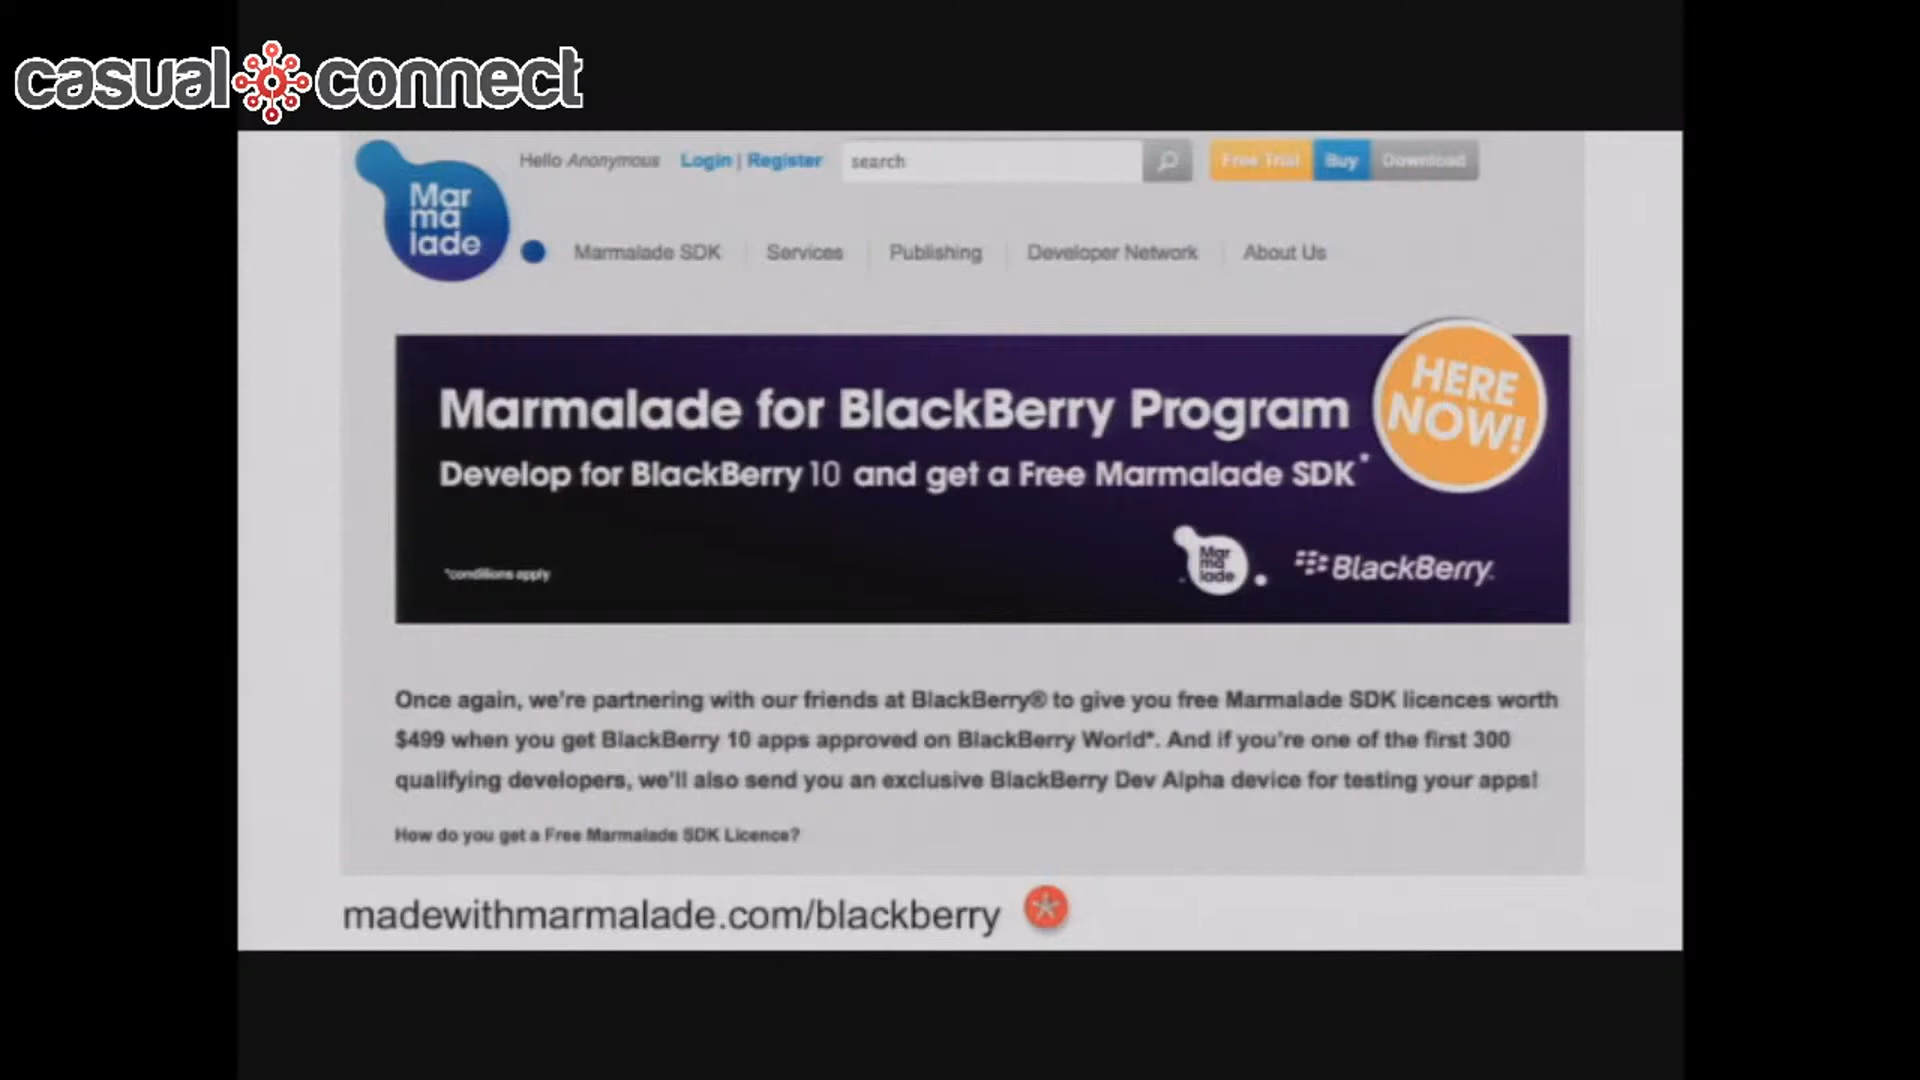 casual connect
Hello Anonymous Login | Register search Free Trial Buy Download
Mar
ma
lade
Marmalade SDK Services Publishing Developer Network About Us
HERE
NOW!
Marmalade for BlackBerry Program
Develop for BlackBerry 10 and get a Free Marmalade SDK*
Mar
ma
lade
BlackBerry
*conditions apply
Once again, we're partnering with our friends at BlackBerry® to give you free Marmalade SDK licences worth
$499 when you get BlackBerry 10 apps approved on BlackBerry World*. And if you're one of the first 300
qualifying developers, we'll also send you an exclusive BlackBerry Dev Alpha device for testing your apps!
How do you get a Free Marmalade SDK Licence?
madewithmarmalade.com/blackberry